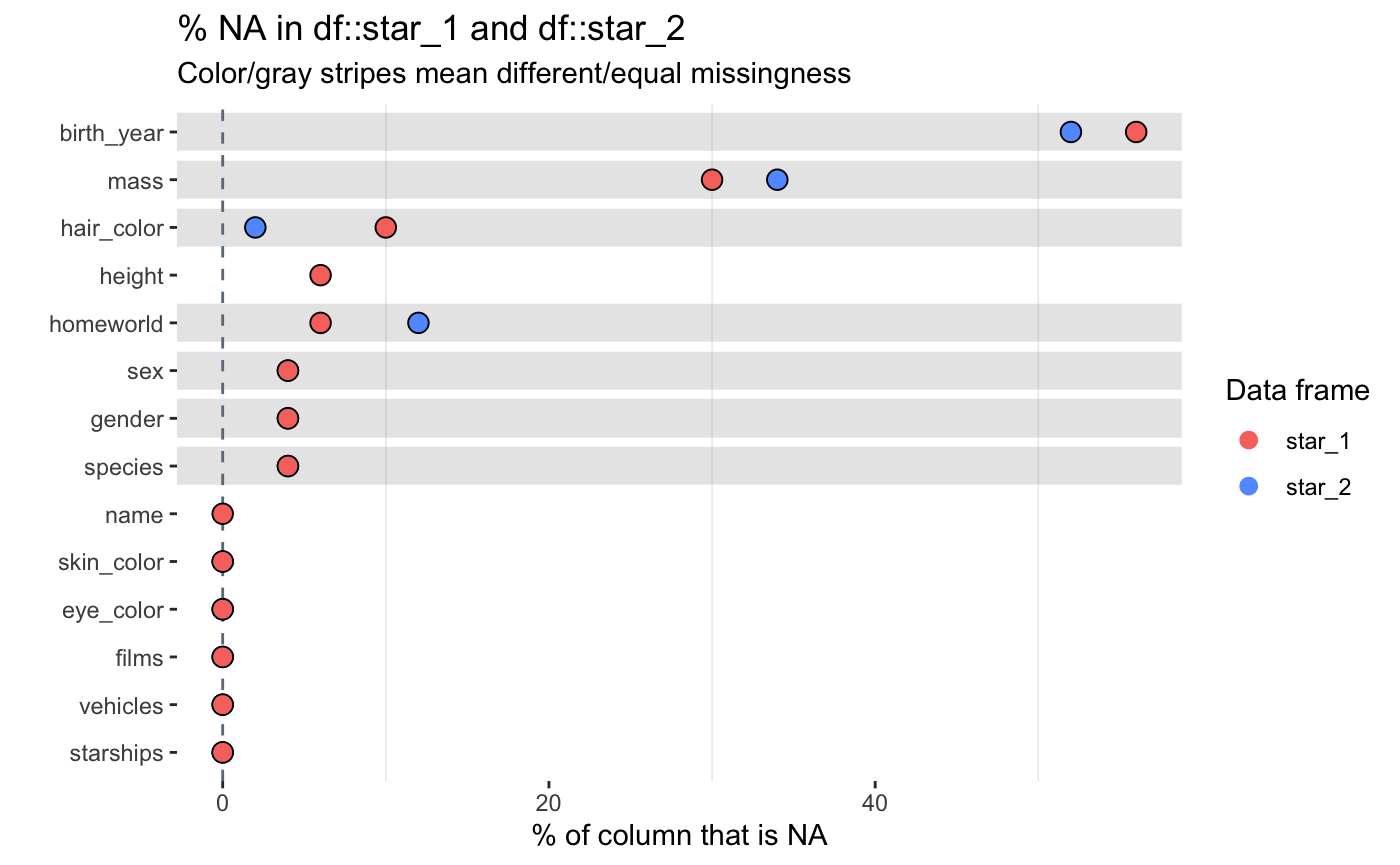 % NA in df::star_1 and df::star_2
Color/gray stripes mean different/equal missingness
birth_year
mass
hair_color
height
homeworld
sex
gender
species
name
skin_color
eye_color
films
vehicles
starships
0 20 40
% of column that is NA
Data frame
star_1
star_2